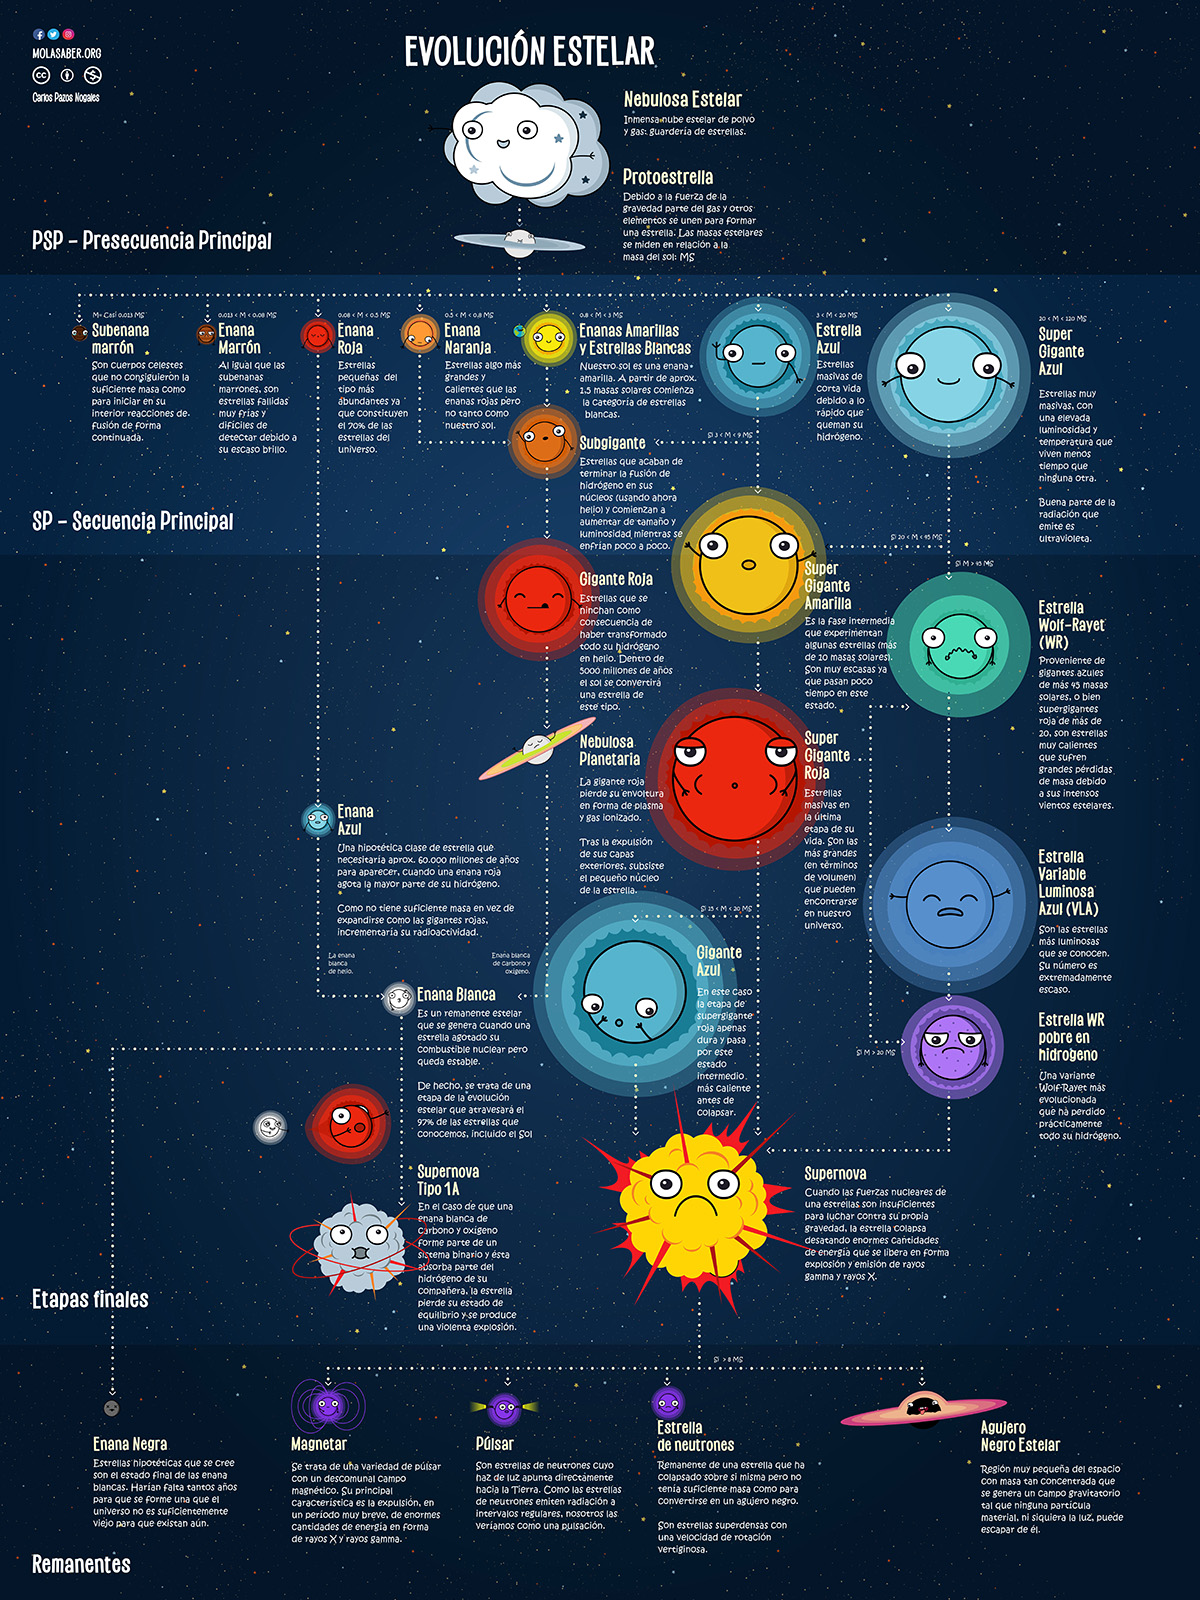 MOLASABER.ORG
Carlos Pazos Nogales
EVOLUCIÓN ESTELAR
Nebulosa Estelar
Inmensa nube estelar de polvo
y gas: guardería de estrellas.
Protoestrella
Debido a la fuerza de la
gravedad parte del gas y otros
elementos se unen para formar
una estrella. Las masas estelares
se miden en relación a la
masa del sol: MS
PSP - Presecuencia Principal
M= Casi 0.013 MS
Subenana
marrón
Son cuerpos celestes
que no consiguieron la
suficiente masa como
para iniciar en su
interior reacciones de
fusión de forma
continuada.
0.013 < M < 0.08 MS
Enana
Marrón
Al igual que las
subenanas
marrones, son
estrellas fallidas
muy frías y
difíciles de
detectar debido a
su escaso brillo.
0.08 < M < 0.5 MS
Enana
Roja
Estrellas
pequeñas del
tipo más
abundantes ya
que constituyen
el 70% de las
estrellas del
universo.
0.5 < M < 0.8 MS
Enana
Naranja
Estrellas algo más
grandes y
calientes que las
enanas rojas pero
no tanto como
nuestro sol.
0.8 < M < 3 MS
Enanas Amarillas
y Estrellas Blancas
Nuestro sol es una enana
amarilla. A partir de aprox.
1.5 masas solares comienza
la categoría de estrellas
blancas.
3 < M < 20 MS
Estrella
Azul
Estrellas
masivas de
corta vida
debido a lo
rápido que
queman su
hidrógeno.
20 < M < 120 MS
Super
Gigante
Azul
Estrellas muy
masivas, con
una elevada
luminosidad y
temperatura que
viven menos
tiempo que
ninguna otra.
Buena parte de la
radiación que
emite es
ultravioleta.
Si 3 < M < 9 MS
Subgigante
Estrellas que acaban de
terminar la fusión de
hidrógeno en sus
núcleos (usando ahora
helio) y comienzan a
aumentar de tamaño y
luminosidad mientras se
enfrían poco a poco.
SP - Secuencia Principal
Si 20 < M < 45 MS
Si M > 45 MS
Gigante Roja
Estrellas que se
hinchan como
consecuencia de
haber transformado
todo su hidrógeno
en helio. Dentro de
5000 millones de años
el sol se convertirá
una estrella de
este tipo.
Super
Gigante
Amarilla
Es la fase intermedia
que experimentan
algunas estrellas (más
de 10 masas solares).
Son muy escasas ya
que pasan poco
tiempo en este
estado.
Estrella
Wolf-Rayet
(WR)
Proveniente de
gigantes azules
de más 45 masas
solares, o bien
supergigantes
roja de más de
20, son estrellas
muy calientes
que sufren
grandes pérdidas
de masa debido
a sus intensos
vientos estelares.
Nebulosa
Planetaria
La gigante roja
pierde su envoltura
en forma de plasma
y gas ionizado.
Tras la expulsión
de sus capas
exteriores, subsiste
el pequeño núcleo
de la estrella.
Super
Gigante
Roja
Estrellas
masivas en
la última
etapa de su
vida. Son las
más grandes
(en términos
de volumen)
que pueden
encontrarse
en nuestro
universo.
Enana
Azul
Una hipotética clase de estrella que
necesitaría aprox. 60.000 millones de años
para aparecer, cuando una enana roja
agota la mayor parte de su hidrógeno.
Como no tiene suficiente masa en vez de
expandirse como las gigantes rojas,
incrementaría su radioactividad.
Estrella
Variable
Luminosa
Azul (VLA)
Son las estrellas
más luminosas
que se conocen.
Su número es
extremadamente
escaso.
Si 15 < M < 20 MS
Gigante
Azul
En este caso
la etapa de
supergigante
roja apenas
dura y pasa
por este
estado
intermedio
más caliente
antes de
colapsar.
La enana
blanca
de helio.
Enana blanca
de carbono y
oxígeno.
Enana Blanca
Es un remanente estelar
que se genera cuando una
estrella agotado su
combustible nuclear pero
queda estable.
De hecho, se trata de una
etapa de la evolución
estelar que atravesará el
97% de las estrellas que
conocemos, incluido el Sol
Si M > 20 MS
Estrella WR
pobre en
hidrógeno
Una variante
Wolf-Rayet más
evolucionada
que ha perdido
prácticamente
todo su hidrógeno.
Supernova
Tipo 1A
En el caso de que una
enana blanca de
carbono y oxígeno
forme parte de un
sistema binario y ésta
absorba parte del
hidrógeno de su
compañera, la estrella
pierde su estado de
equilibrio y se produce
una violenta explosión.
Supernova
Cuando las fuerzas nucleares de
una estrellas son insuficientes
para luchar contra su propia
gravedad, la estrella colapsa
desatando enormes cantidades
de energía que se libera en forma
explosión y emisión de rayos
gamma y rayos X.
Etapas finales
Si > 8 MS
Enana Negra
Estrellas hipotéticas que se cree
son el estado final de las enana
blancas. Harían falta tantos años
para que se forme una que el
universo no es suficientemente
viejo para que existan aún.
Magnetar
Se trata de una variedad de púlsar
con un descomunal campo
magnético. Su principal
característica es la expulsión, en
un período muy breve, de enormes
cantidades de energía en forma
de rayos X y rayos gamma.
Púlsar
Son estrellas de neutrones cuyo
haz de luz apunta directamente
hacia la Tierra. Como las estrellas
de neutrones emiten radiación a
intervalos regulares, nosotros las
veríamos como una pulsación.
Estrella
de neutrones
Remanente de una estrella que ha
colapsado sobre si misma pero no
tenía suficiente masa como para
convertirse en un agujero negro.
Son estrellas superdensas con
una velocidad de rotación
vertiginosa.
Agujero
Negro Estelar
Región muy pequeña del espacio
con masa tan concentrada que
se genera un campo gravitatorio
tal que ninguna partícula
material, ni siquiera la luz, puede
escapar de él.
Remanentes